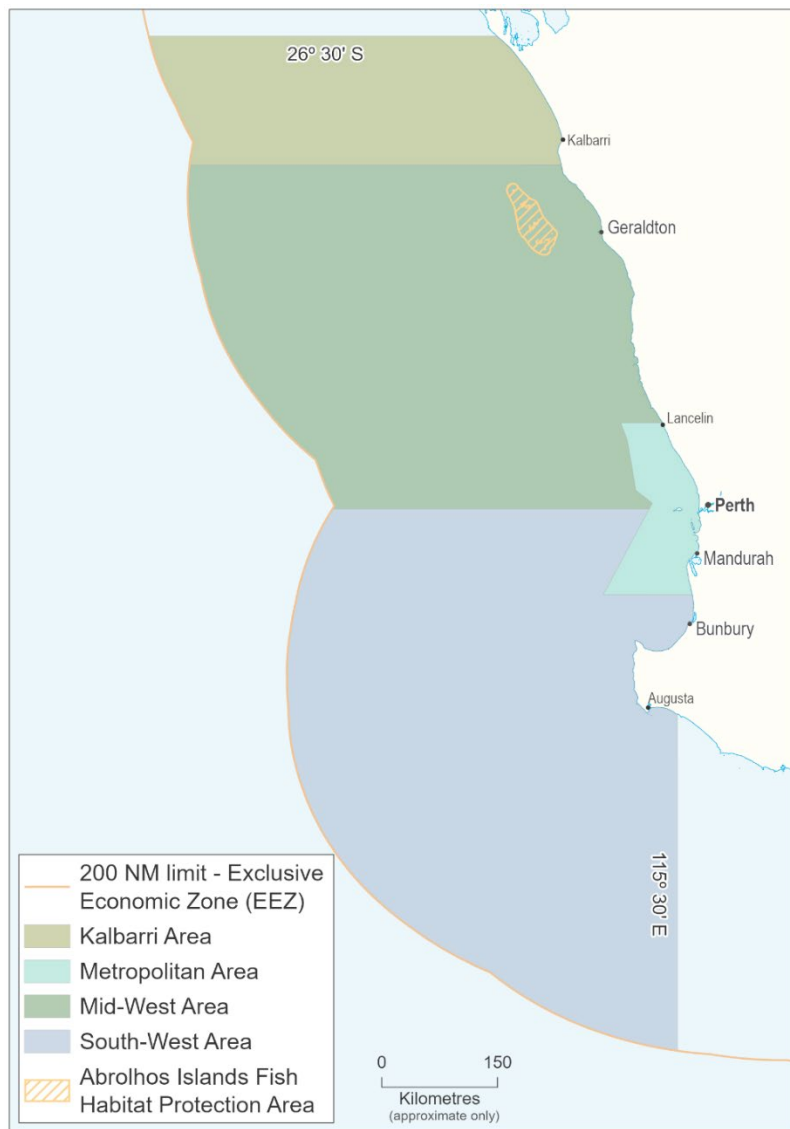 26º 30' S
Kalbarri
Geraldton
Lancelin
Perth
Mandurah
Bunbury
Augusta
115º 30' E
200 NM limit - Exclusive
Economic Zone (EEZ)
Kalbarri Area
Metropolitan Area
Mid-West Area
South-West Area
Abrolhos Islands Fish
Habitat Protection Area
0 150
Kilometres
(approximate only)